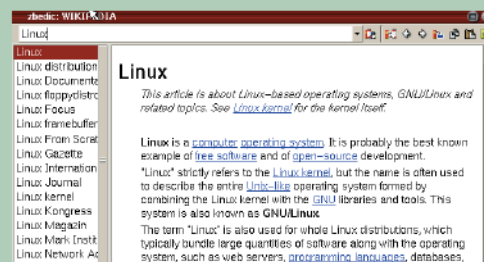 zbedic: WIKIPEDIA
Linux
Linux
Linux distribution
Linux Documenta
Linux floppydistro
Linux Focus
Linux framebuffer
Linux From Scrat
Linux Gazette
Linux Internation
Linux Journal
Linux kernel
Linux Kongress
Linux Magazin
Linux Mark Instit
Linux Network Ad
Linux
This article is about Linux-based operating systems, GNU/Linux and
related topics. See Linux kernel for the kernel itself.
Linux is a computer operating system. It is probably the best known
example of free software and of open-source development.
"Linux" strictly refers to the Linux kernel, but the name is often used
to describe the entire Unix-like operating system formed by
combining the Linux kernel with the GNU libraries and tools. This
system is also known as GNU/Linux.
The term "Linux" is also used for whole Linux distributions, which
typically bundle large quantities of software along with the operating
system, such as web servers, programming languages, databases,